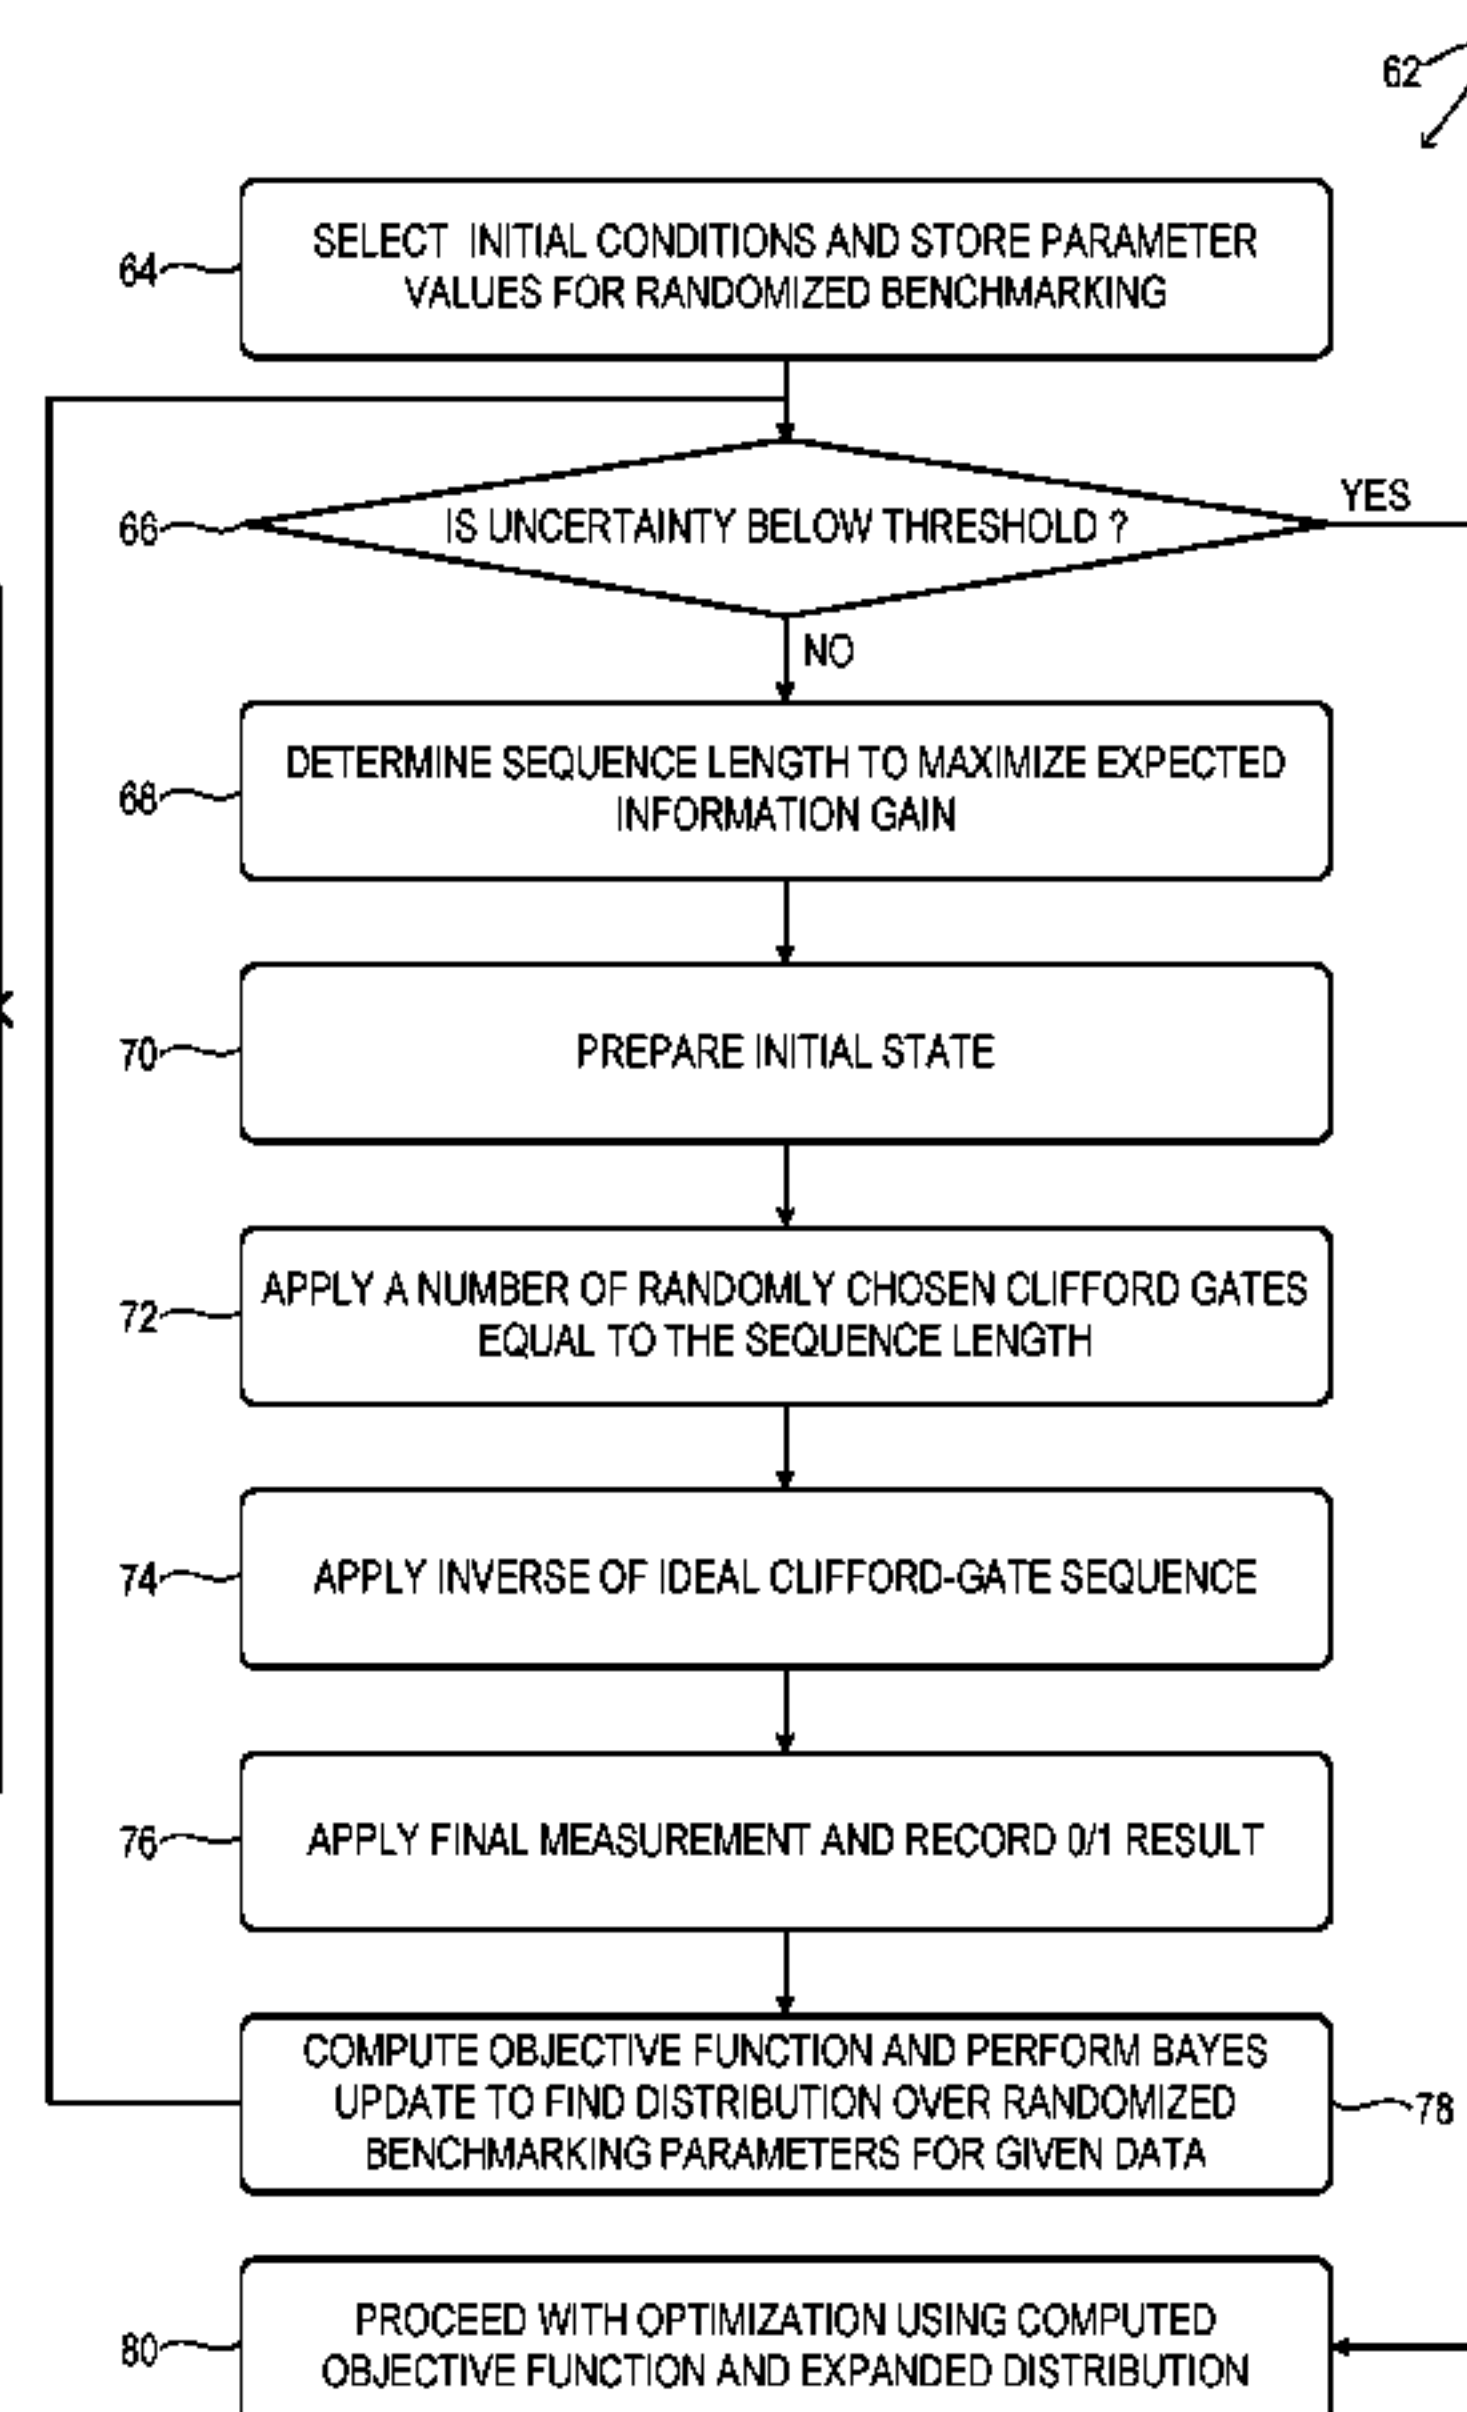 62
SELECT INITIAL CONDITIONS AND STORE PARAMETER
VALUES FOR RANDOMIZED BENCHMARKING
64
IS UNCERTAINTY BELOW THRESHOLD ?
66
YES
NO
DETERMINE SEQUENCE LENGTH TO MAXIMIZE EXPECTED
INFORMATION GAIN
68
PREPARE INITIAL STATE
70
APPLY A NUMBER OF RANDOMLY CHOSEN CLIFFORD GATES
EQUAL TO THE SEQUENCE LENGTH
72
APPLY INVERSE OF IDEAL CLIFFORD-GATE SEQUENCE
74
APPLY FINAL MEASUREMENT AND RECORD 0/1 RESULT
76
COMPUTE OBJECTIVE FUNCTION AND PERFORM BAYES
UPDATE TO FIND DISTRIBUTION OVER RANDOMIZED
BENCHMARKING PARAMETERS FOR GIVEN DATA
78
PROCEED WITH OPTIMIZATION USING COMPUTED
OBJECTIVE FUNCTION AND EXPANDED DISTRIBUTION
80